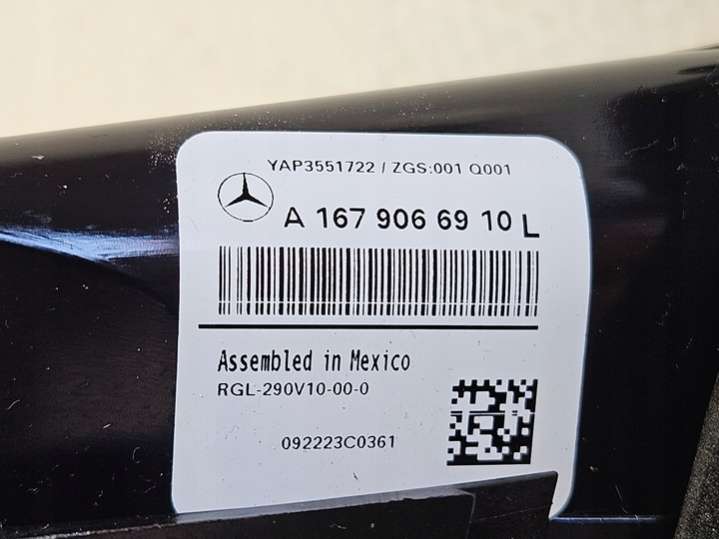 YAP3551722 / ZGS:001 Q001
A 167 906 69 10 L
Assembled in Mexico
RGL-290V10-00-0
092223C0361